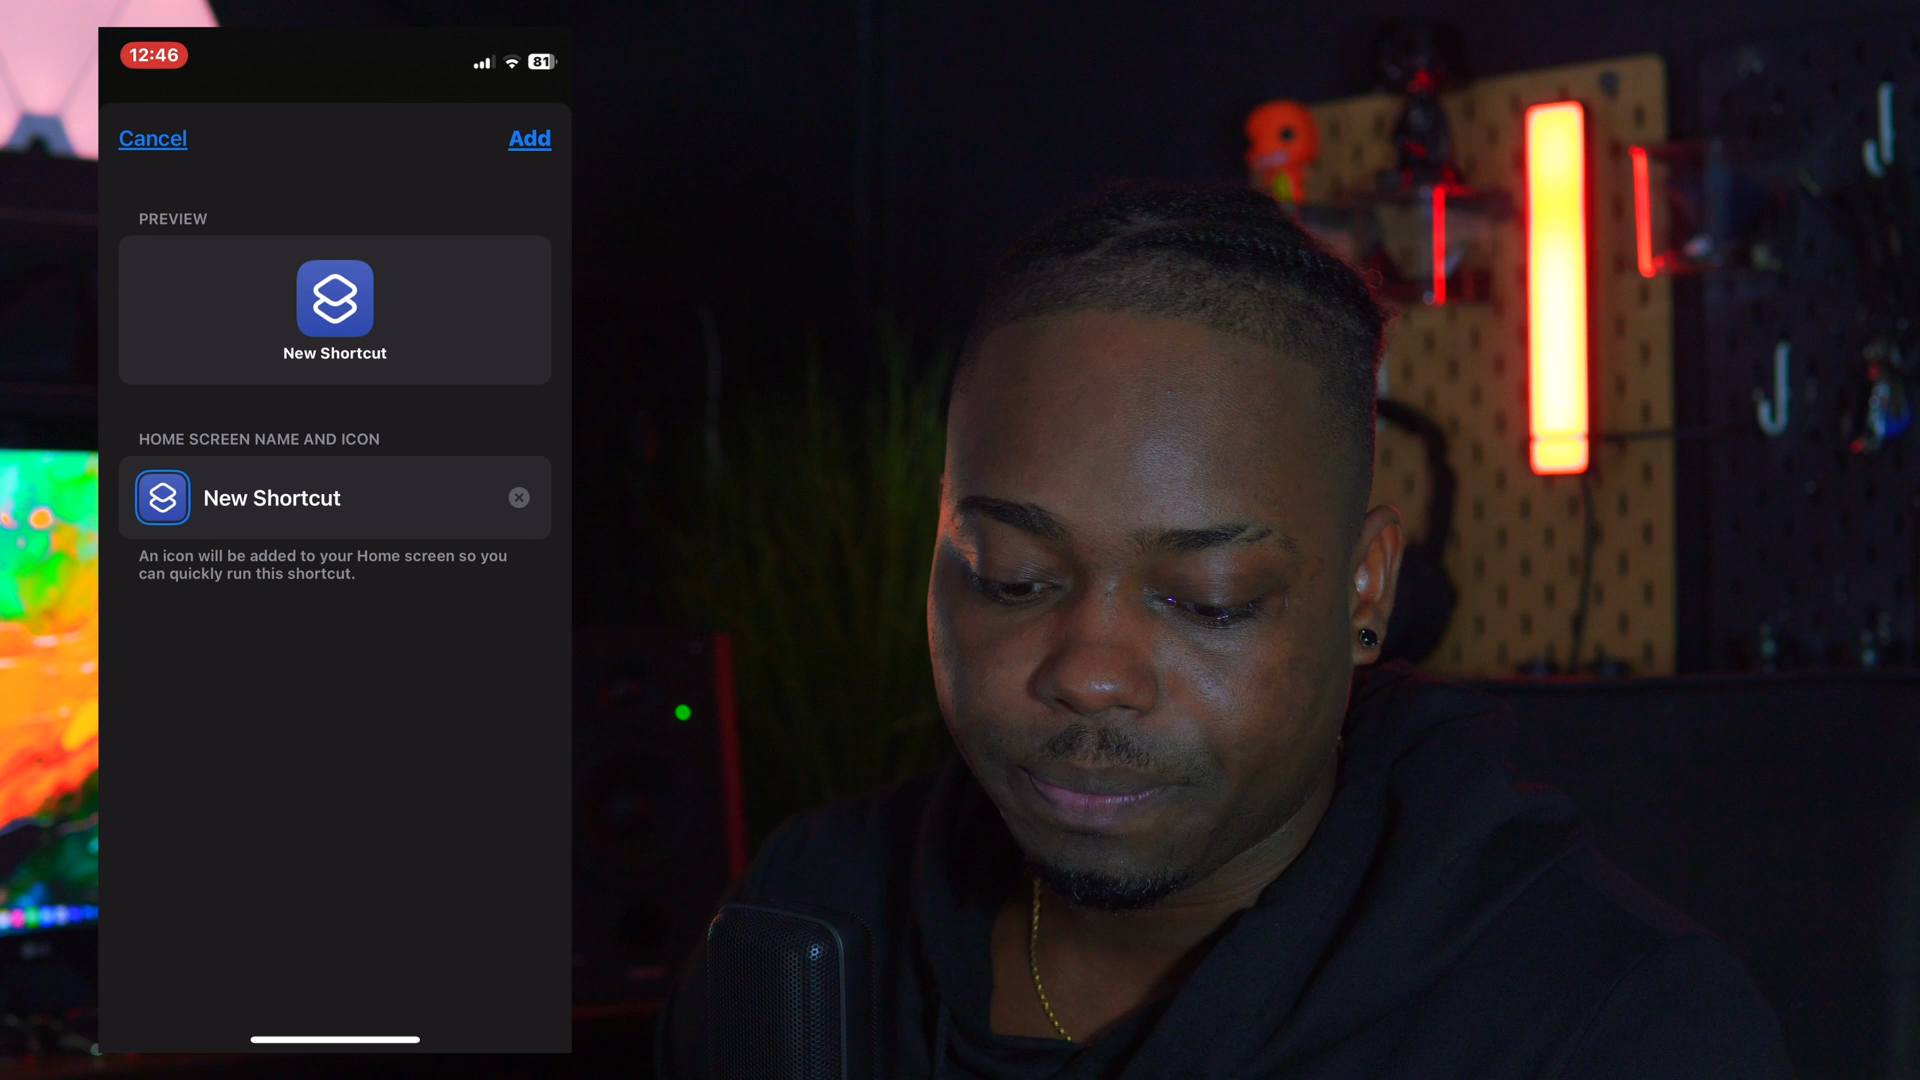 12:46
81
Cancel
Add
PREVIEW
New Shortcut
HOME SCREEN NAME AND ICON
New Shortcut
An icon will be added to your Home screen so you
can quickly run this shortcut.